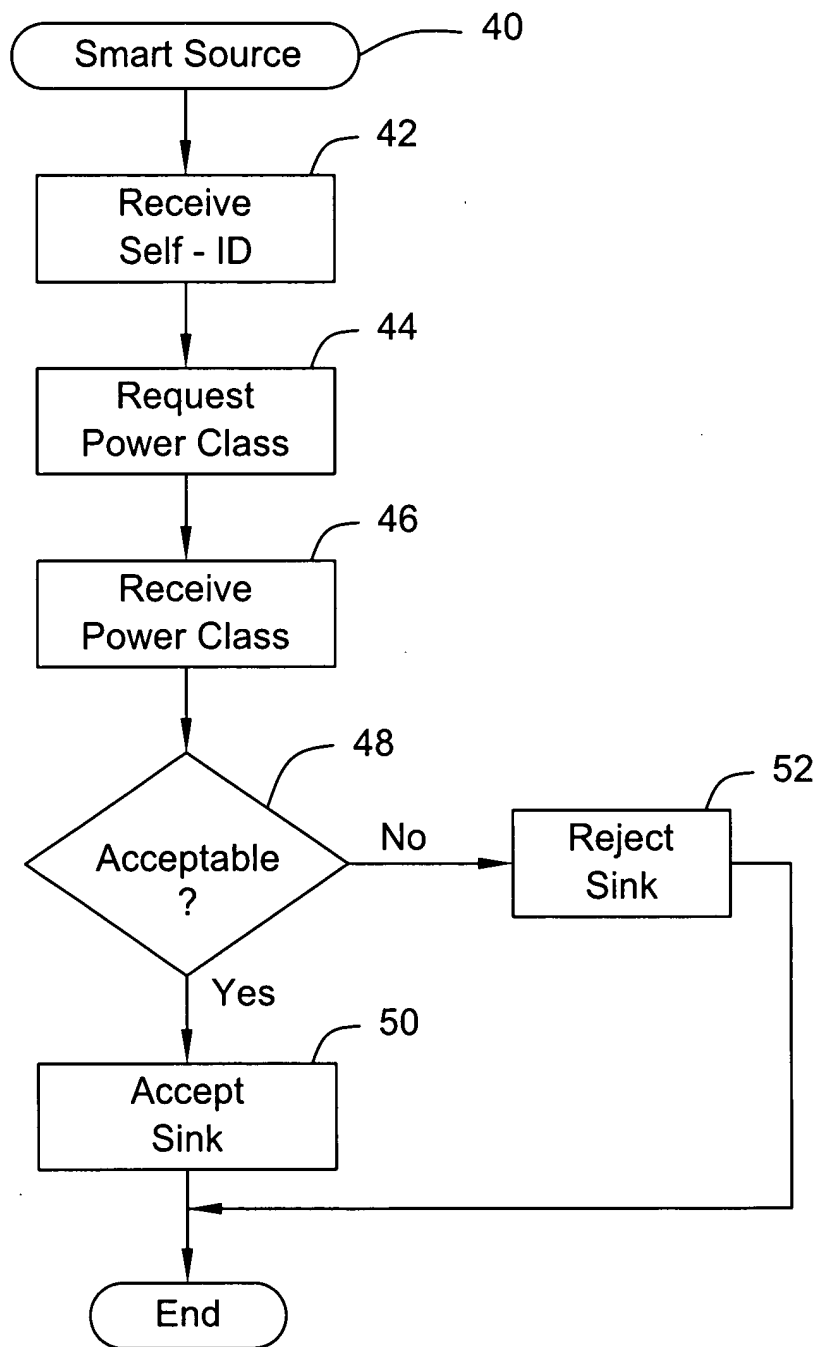 Smart Source
40
42
Receive
Self - ID
44
Request
Power Class
46
Receive
Power Class
48
Acceptable
?
No
52
Reject
Sink
Yes
50
Accept
Sink
End